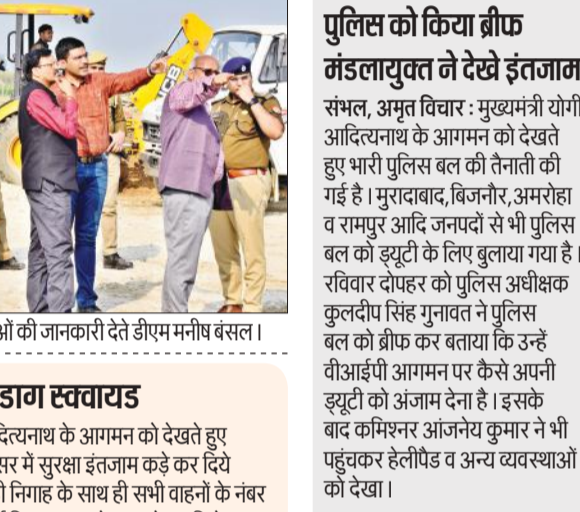 JCB
ओं की जानकारी देते डीएम मनीष बंसल ।
डाग स्क्वायड
दित्यनाथ के आगमन को देखते हुए
सर में सुरक्षा इंतजाम कड़े कर दिये
ी निगाह के साथ ही सभी वाहनों के नंबर
पुलिस को किया ब्रीफ
मंडलायुक्त ने देखे इंतजाम
संभल, अमृत विचार : मुख्यमंत्री योगी
आदित्यनाथ के आगमन को देखते
हुए भारी पुलिस बल की तैनाती की
गई है । मुरादाबाद,बिजनौर,अमरोहा
व रामपुर आदि जनपदों से भी पुलिस
बल को ड्यूटी के लिए बुलाया गया है ।
रविवार दोपहर को पुलिस अधीक्षक
कुलदीप सिंह गुनावत ने पुलिस
बल को ब्रीफ कर बताया कि उन्हें
वीआईपी आगमन पर कैसे अपनी
ड्यूटी को अंजाम देना है । इसके
बाद कमिश्नर आंजनेय कुमार ने भी
पहुंचकर हेलीपैड व अन्य व्यवस्थाओं
को देखा ।